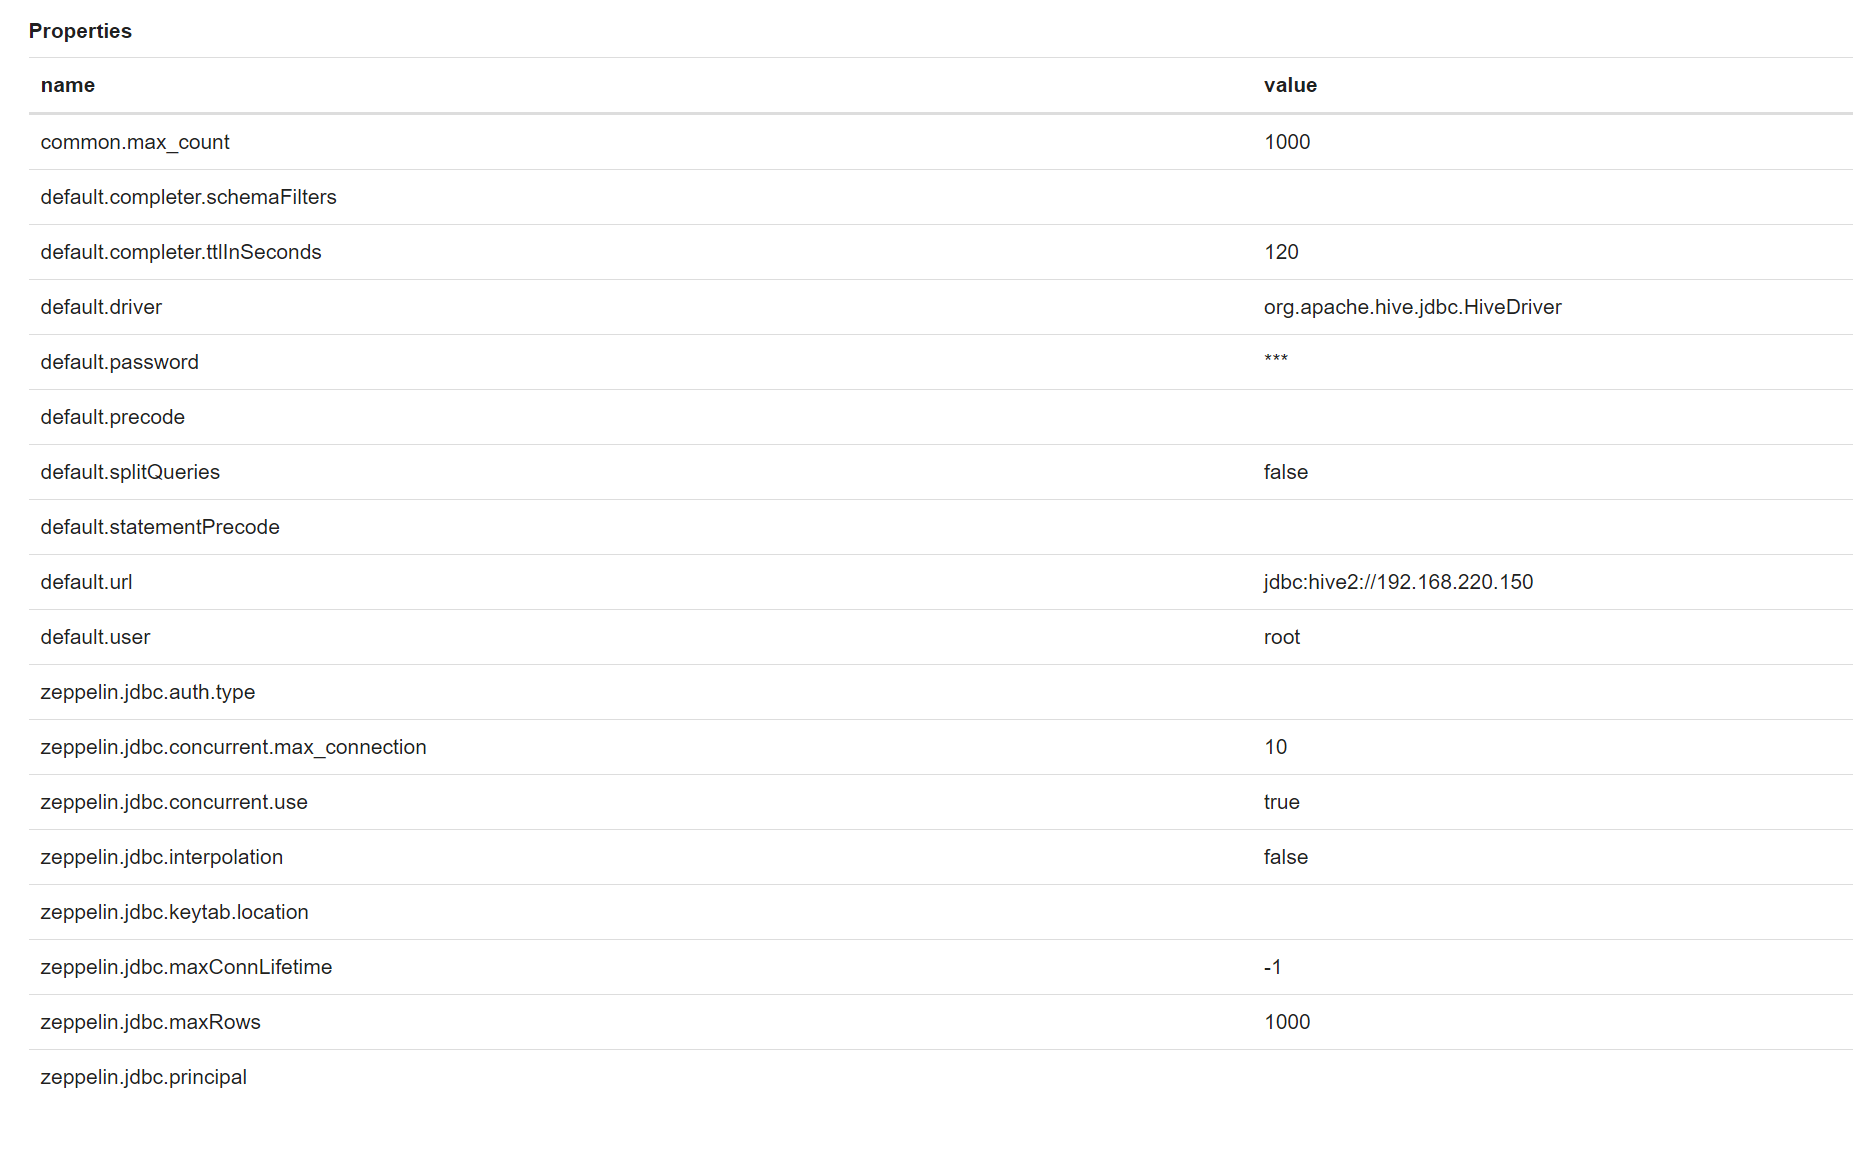 Properties
name value
common.max_count 1000
default.completer.schemaFilters
default.completer.ttlInSeconds 120
default.driver org.apache.hive.jdbc.HiveDriver
default.password ***
default.precode
default.splitQueries false
default.statementPrecode
default.url jdbc:hive2://192.168.220.150
default.user root
zeppelin.jdbc.auth.type
zeppelin.jdbc.concurrent.max_connection 10
zeppelin.jdbc.concurrent.use true
zeppelin.jdbc.interpolation false
zeppelin.jdbc.keytab.location
zeppelin.jdbc.maxConnLifetime -1
zeppelin.jdbc.maxRows 1000
zeppelin.jdbc.principal